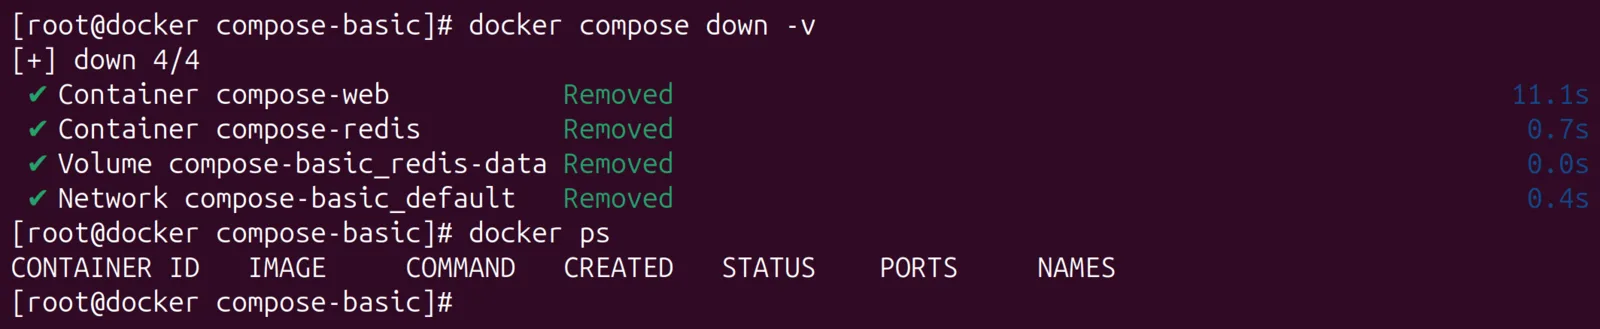 [root@docker compose-basic]# docker compose down -v
[+] down 4/4
✔ Container compose-web Removed 11.1s
✔ Container compose-redis Removed 0.7s
✔ Volume compose-basic_redis-data Removed 0.0s
✔ Network compose-basic_default Removed 0.4s
[root@docker compose-basic]# docker ps
CONTAINER ID IMAGE COMMAND CREATED STATUS PORTS NAMES
[root@docker compose-basic]#